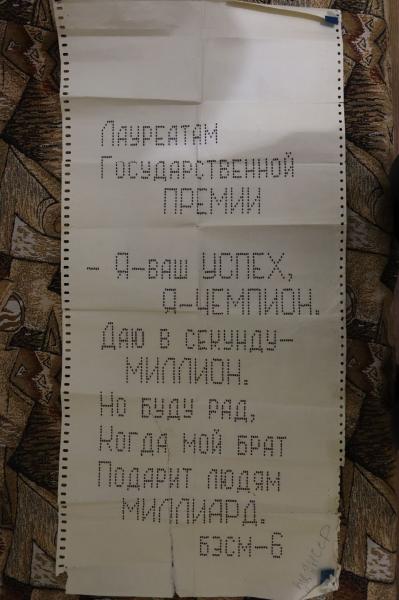 Лауреатам
Государственной
ПРЕМИИ
- Я-ваш УСПЕХ,
Я-ЧЕМПИОН.
Даю в секунду-
МИЛЛИОН.
Но буду рад,
Когда мой брат
Подарит людям
МИЛЛИАРД.
БЭСМ-6